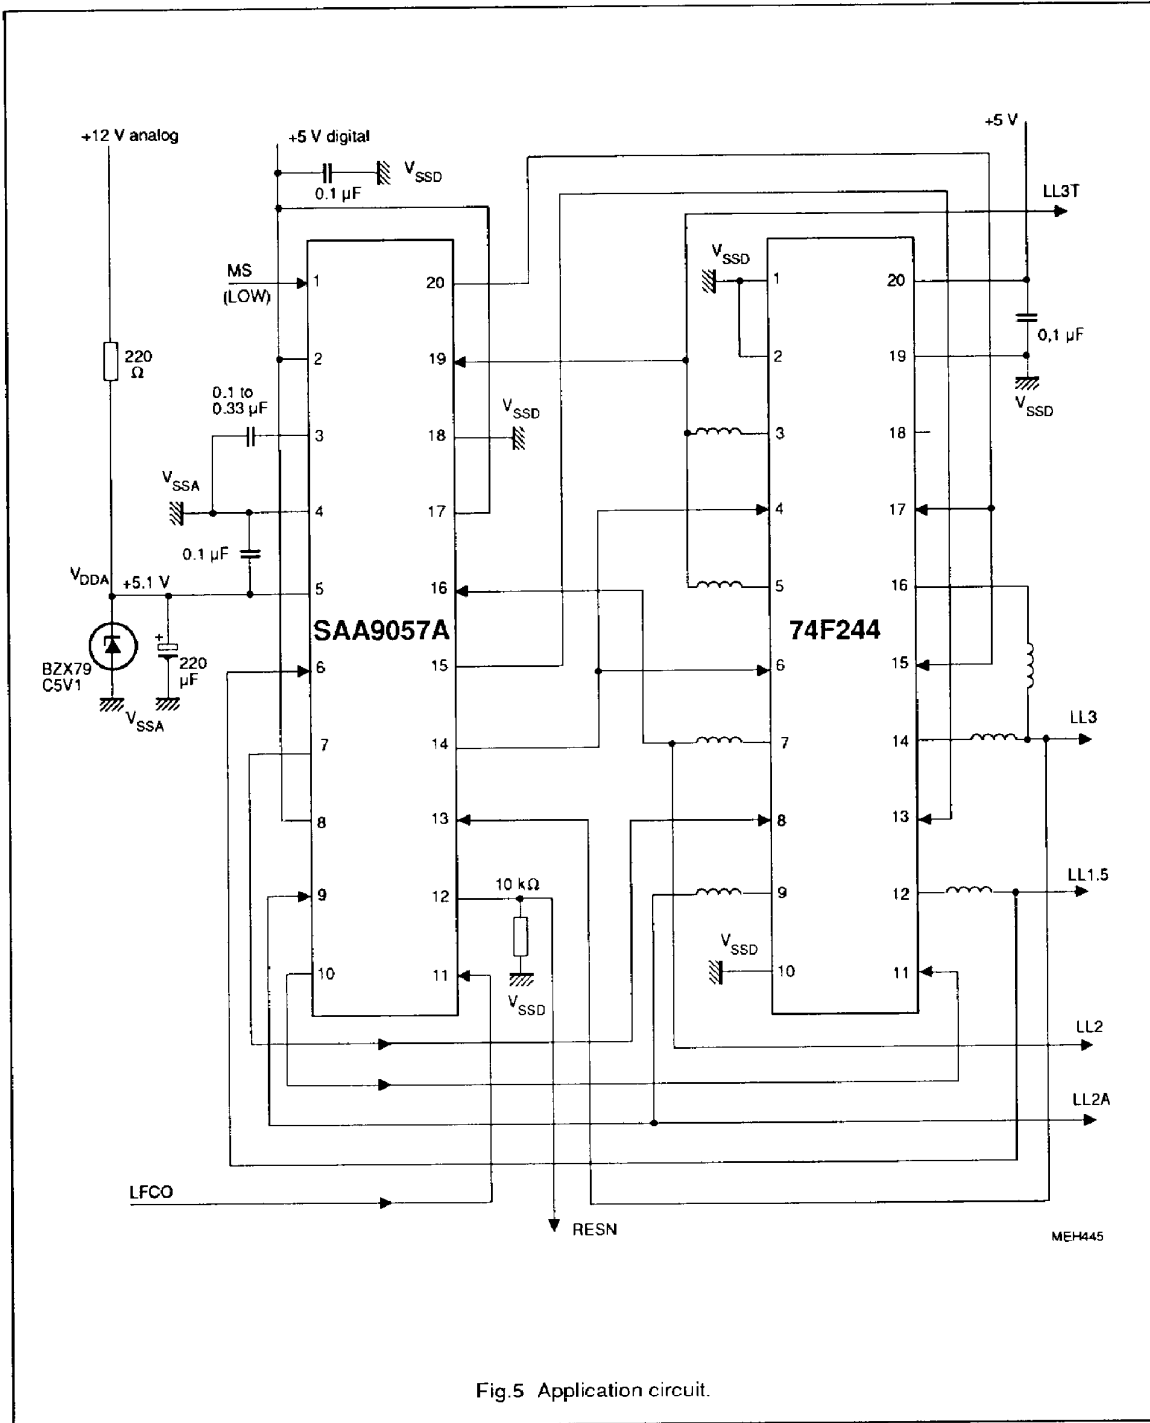 +12 V analog
+5 V digital
0.1 µF
VSSD
+5 V
LL3T
MS
(LOW)
1
20
VSSD
1
20
0,1 µF
220
Ω
2
19
2
19
VSSD
0.1 to
0.33 µF
3
18
VSSD
3
18
VSSA
4
17
4
17
0.1 µF
VDDA
+5.1 V
5
16
5
16
SAA9057A
74F244
BZX79
C5V1
+
220
µF
VSSA
6
15
6
15
7
14
7
14
LL3
8
13
8
13
9
12
10 kΩ
9
12
LL1.5
10
11
VSSD
VSSD
10
11
LL2
LL2A
LFCO
RESN
MEH445
Fig.5 Application circuit.